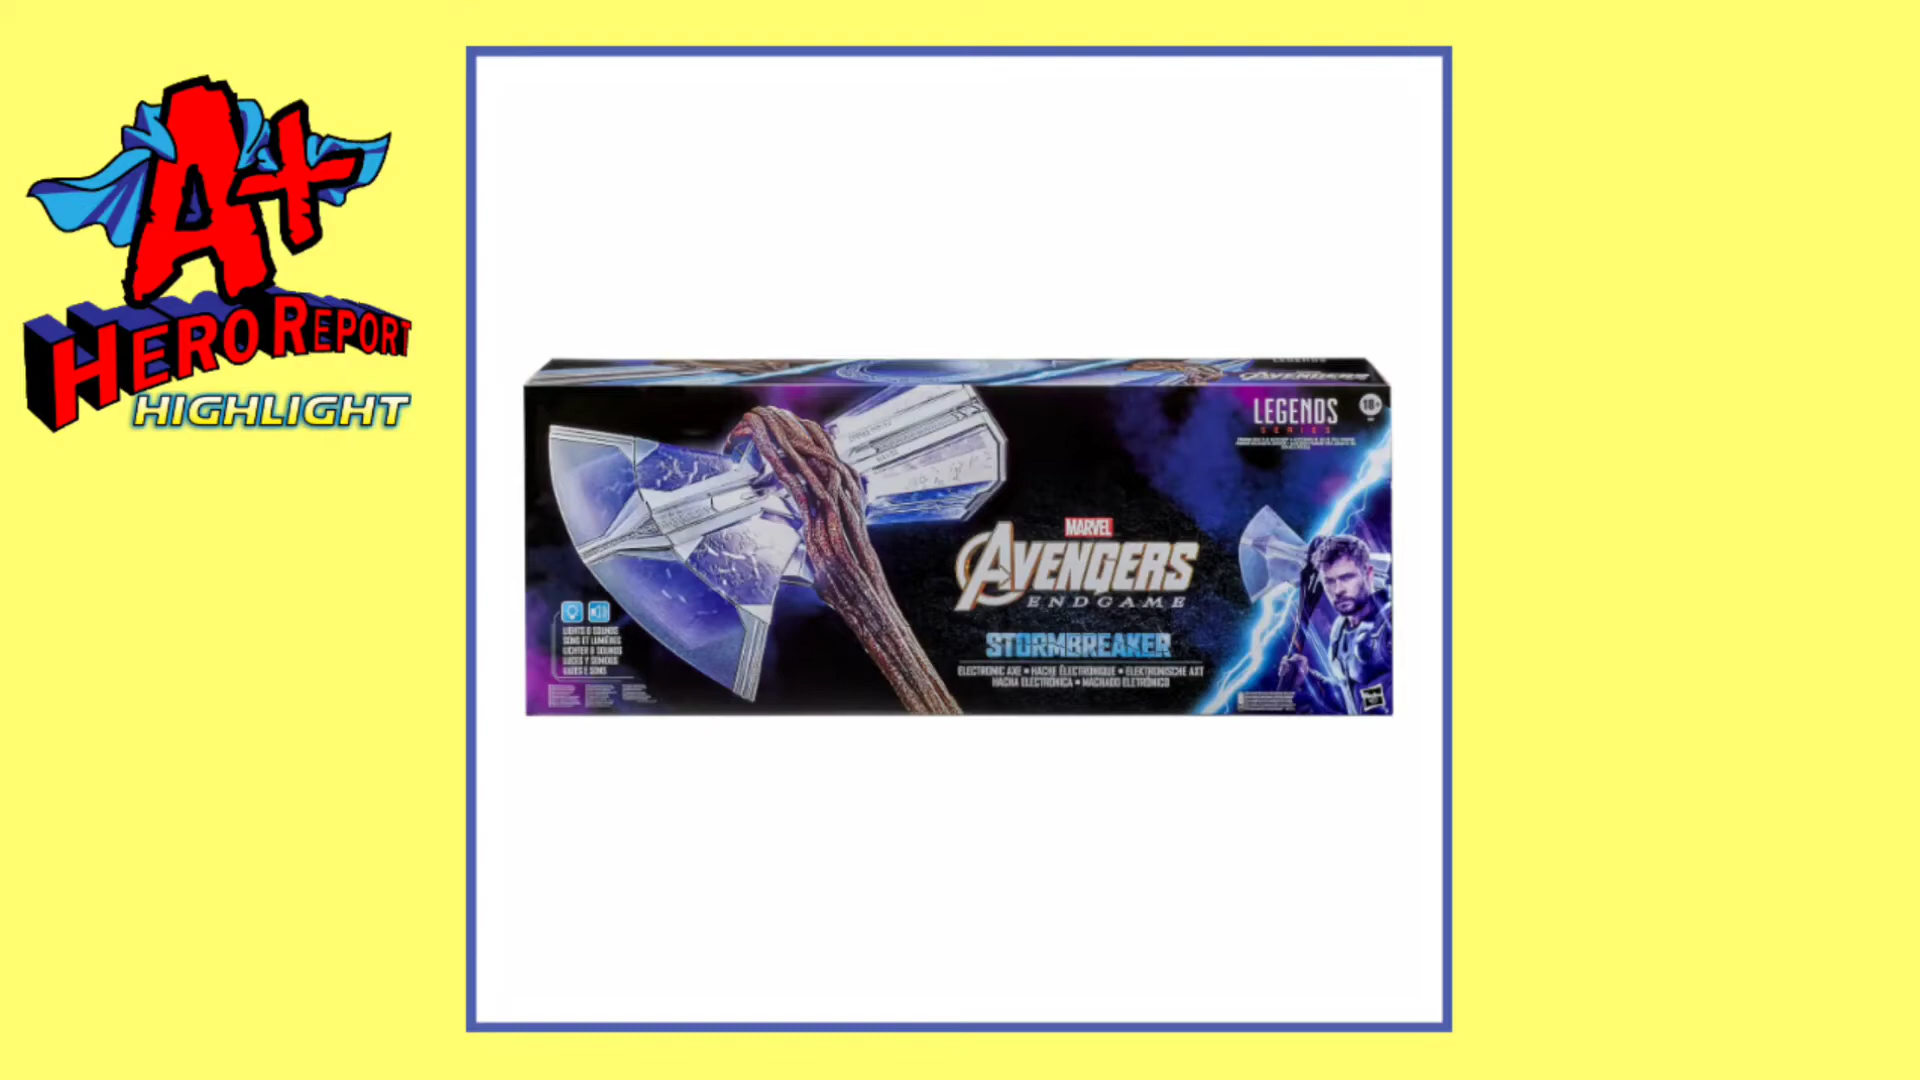 A+
HERO REPORT
HIGHLIGHT
AVENGERS
LEGENDS
SERIES
18+
MARVEL
AVENGERS
ENDGAME
STORMBREAKER
ELECTRONIC AXE • HACHE ÉLECTRONIQUE • ELEKTRONISCHE AXT
HACHA ELECTRÓNICA • MACHADO ELETRÔNICO
LIGHTS & SOUNDS
SONS ET LUMIÈRES
LICHTER & SOUNDS
LUCES Y SONIDOS
LUZES E SONS